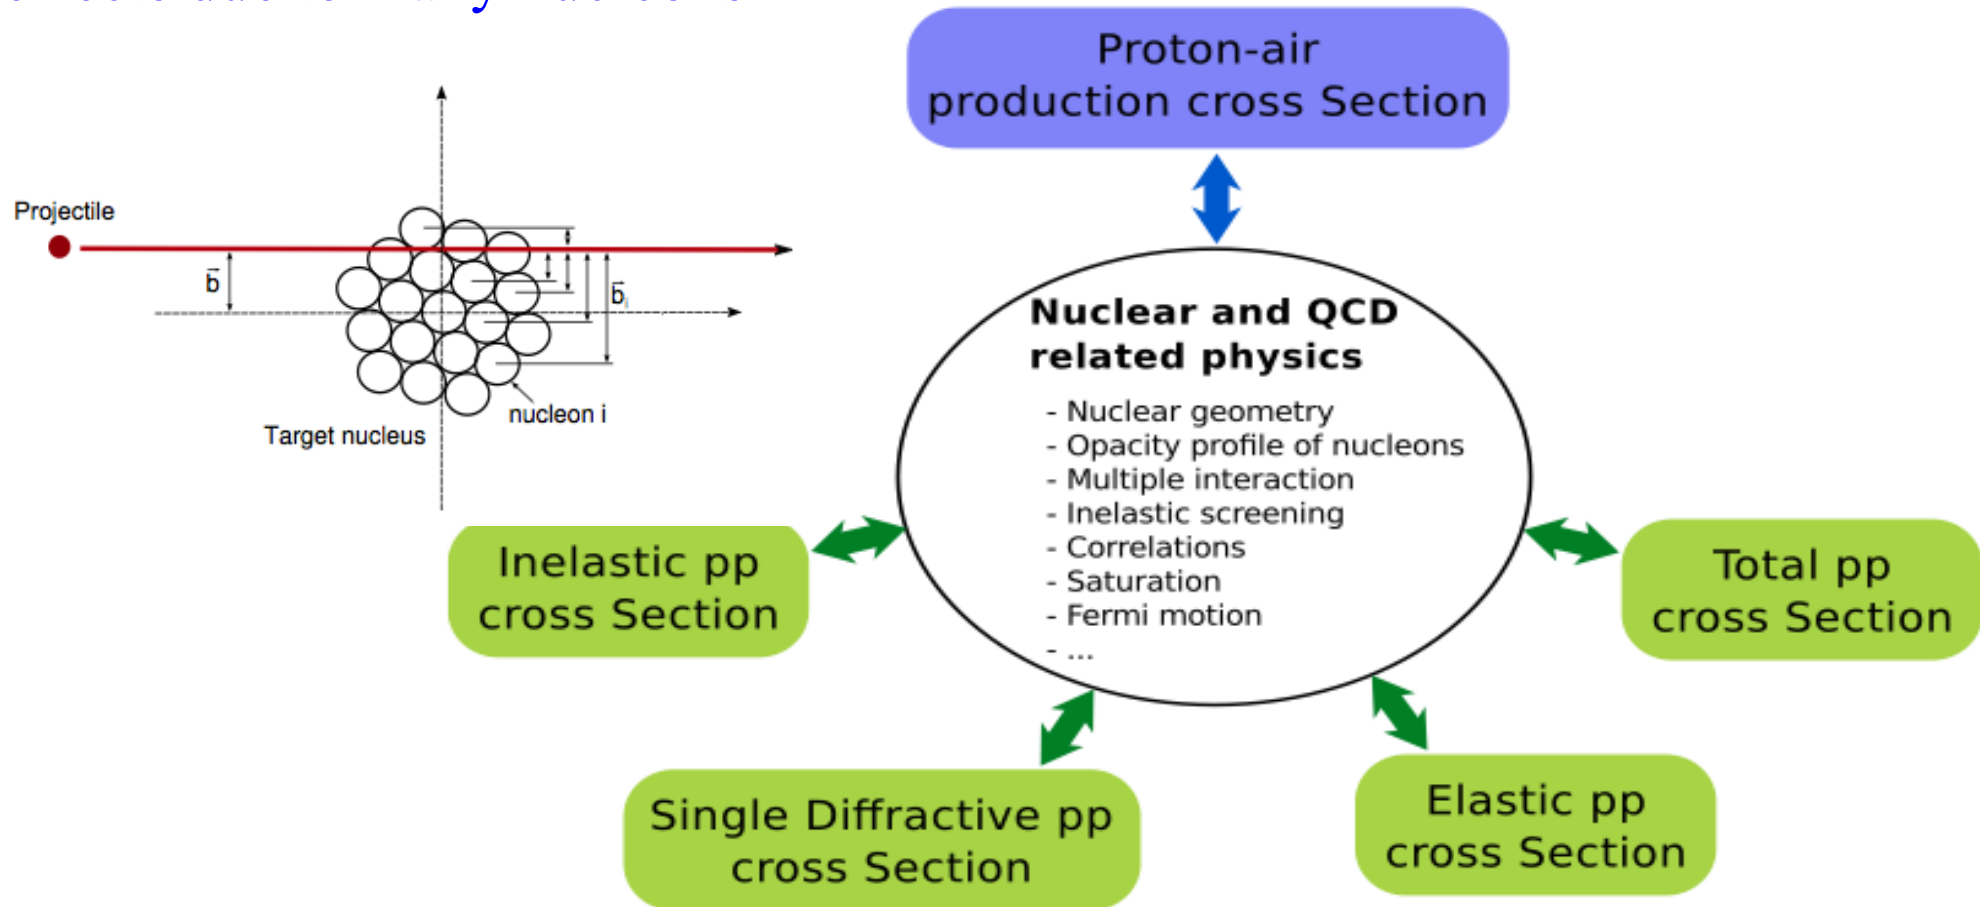 Proton-air
production cross Section
Projectile
b
b
i
nucleon i
Target nucleus
Nuclear and QCD
related physics
- Nuclear geometry
- Opacity profile of nucleons
- Multiple interaction
- Inelastic screening
- Correlations
- Saturation
- Fermi motion
- ...
Inelastic pp
cross Section
Total pp
cross Section
Single Diffractive pp
cross Section
Elastic pp
cross Section